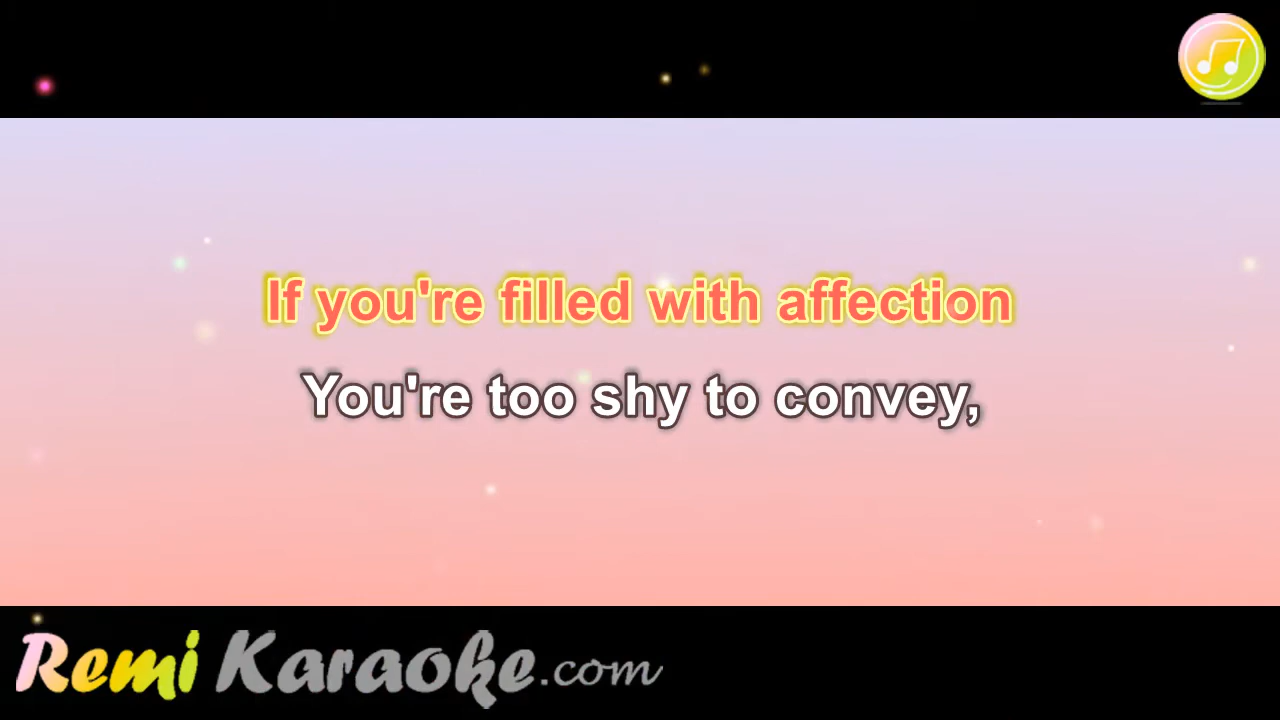 If you're filled with affection
You're too shy to convey,
Remi Karaoke.com